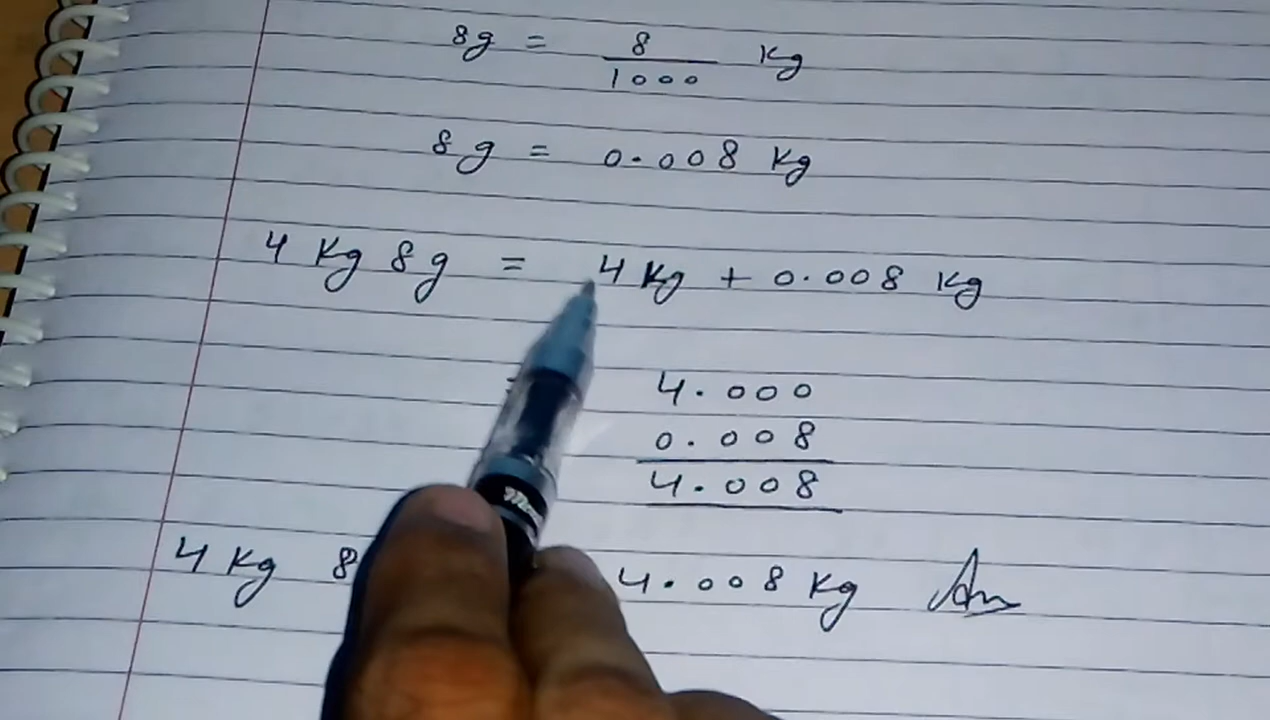 8g = 8/1000 Kg
8g = 0.008 Kg
4 Kg 8g = 4 Kg + 0.008 Kg
4.000
0.008
4.008
4 Kg 8 4.008 Kg Ans